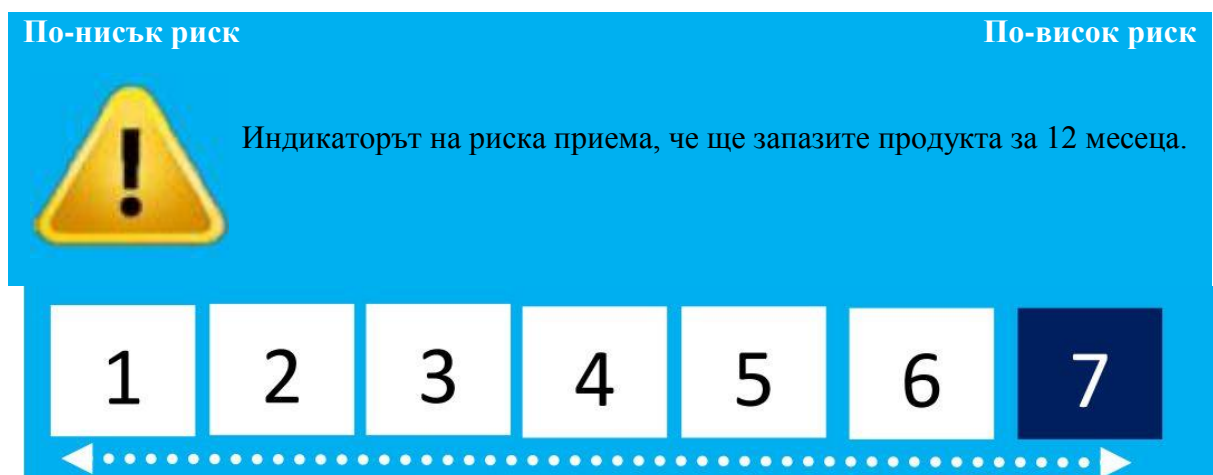 По-нисък риск По-висок риск
Индикаторът на риска приема, че ще запазите продукта за 12 месеца.
1 2 3 4 5 6 7